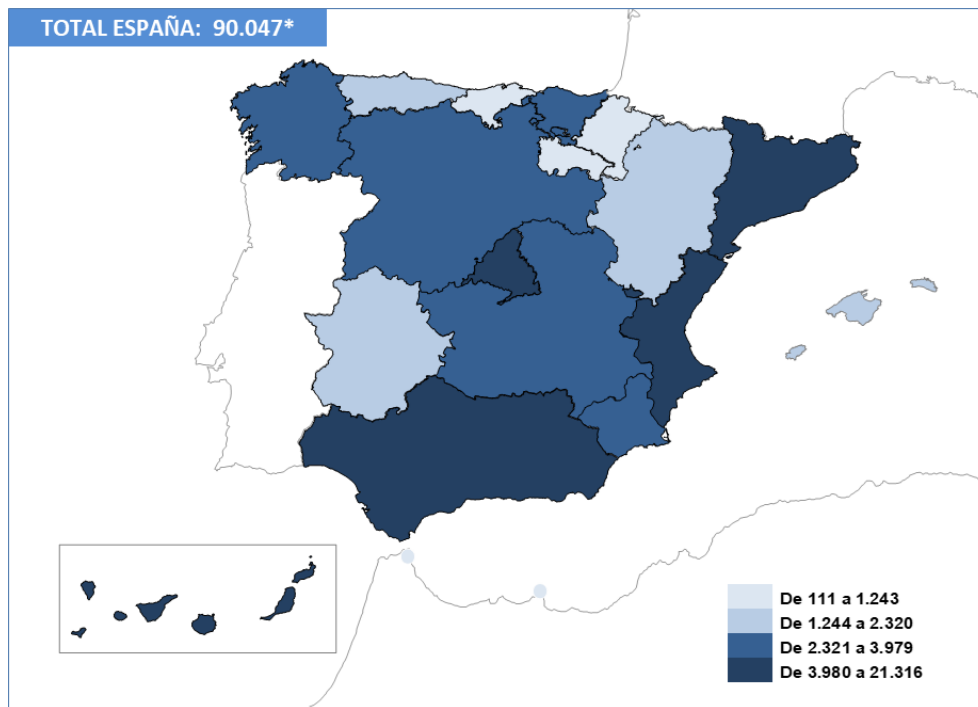 TOTAL ESPAÑA: 90.047*
De 111 a 1.243
De 1.244 a 2.320
De 2.321 a 3.979
De 3.980 a 21.316